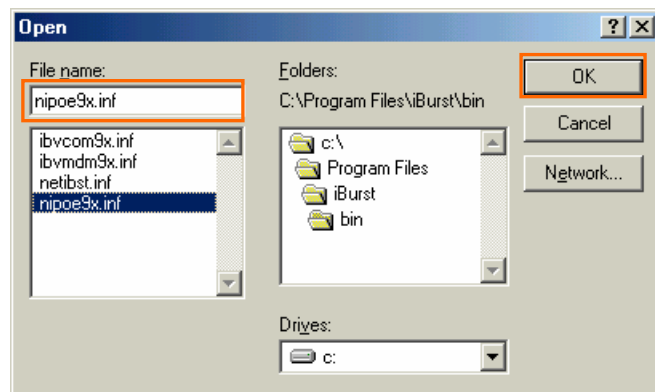 Open
File name:
nipoe9x.inf
ibvcom9x.inf
ibvmdm9x.inf
netibst.inf
nipoe9x.inf
Folders:
C:\Program Files\iBurst\bin
c:\
Program Files
iBurst
bin
Drives:
c:
OK
Cancel
Network...